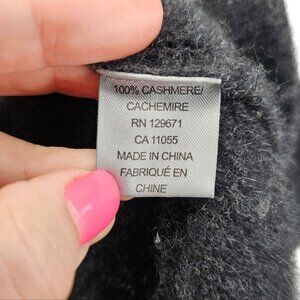 100% CASHMERE/
CACHEMIRE
RN 129671
CA 11055
MADE IN CHINA
FABRIQUÉ EN
CHINE